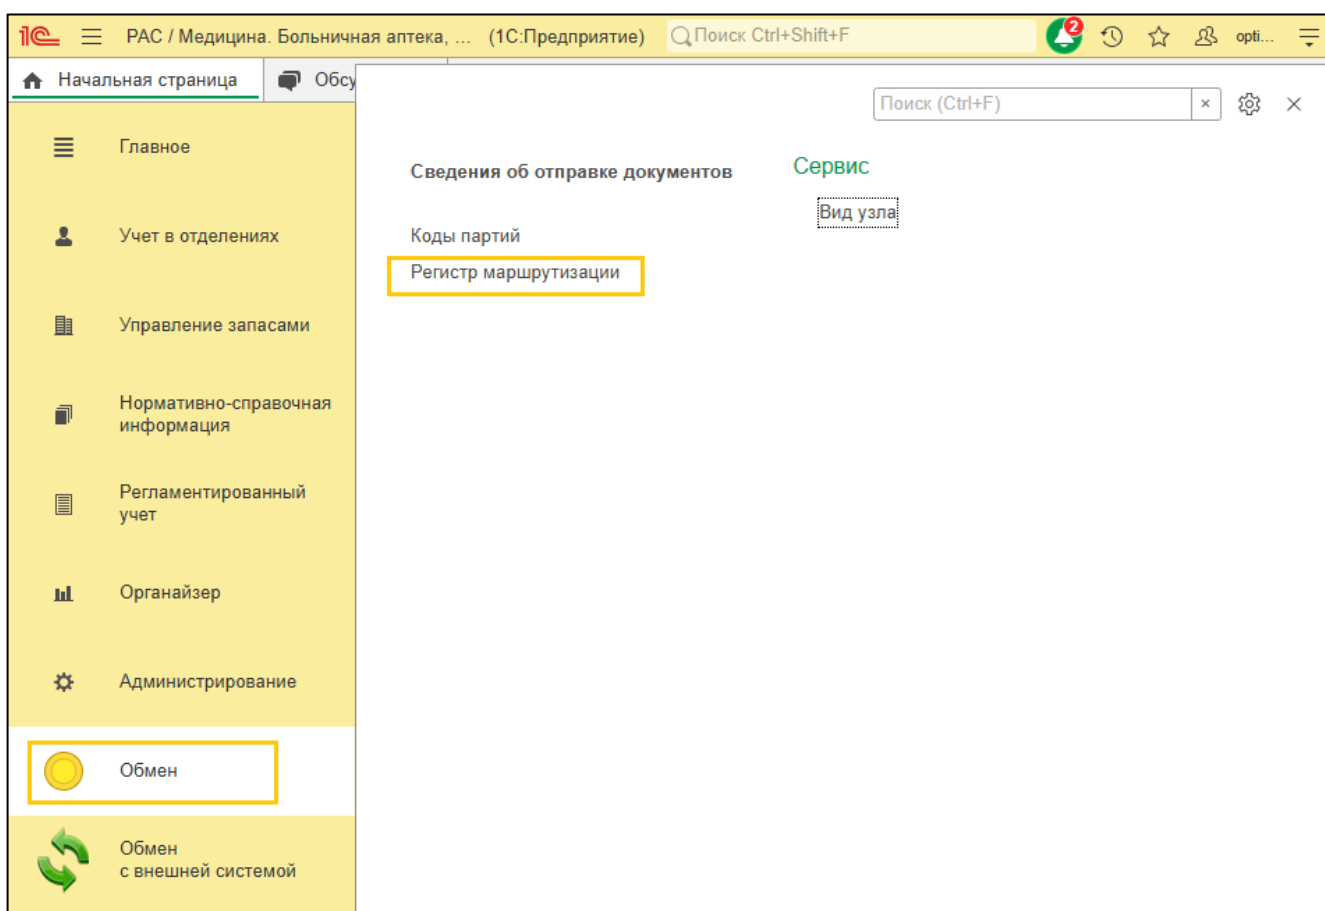 1С РАС / Медицина. Больничная аптека, ... (1С:Предприятие) Поиск Ctrl+Shift+F 2 opti...
Начальная страница Обсу
Поиск (Ctrl+F) ×
Главное
Сведения об отправке документов Сервис
Вид узла
Учет в отделениях Коды партий
Регистр маршрутизации
Управление запасами
Нормативно-справочная
информация
Регламентированный
учет
Органайзер
Администрирование
Обмен
Обмен
с внешней системой